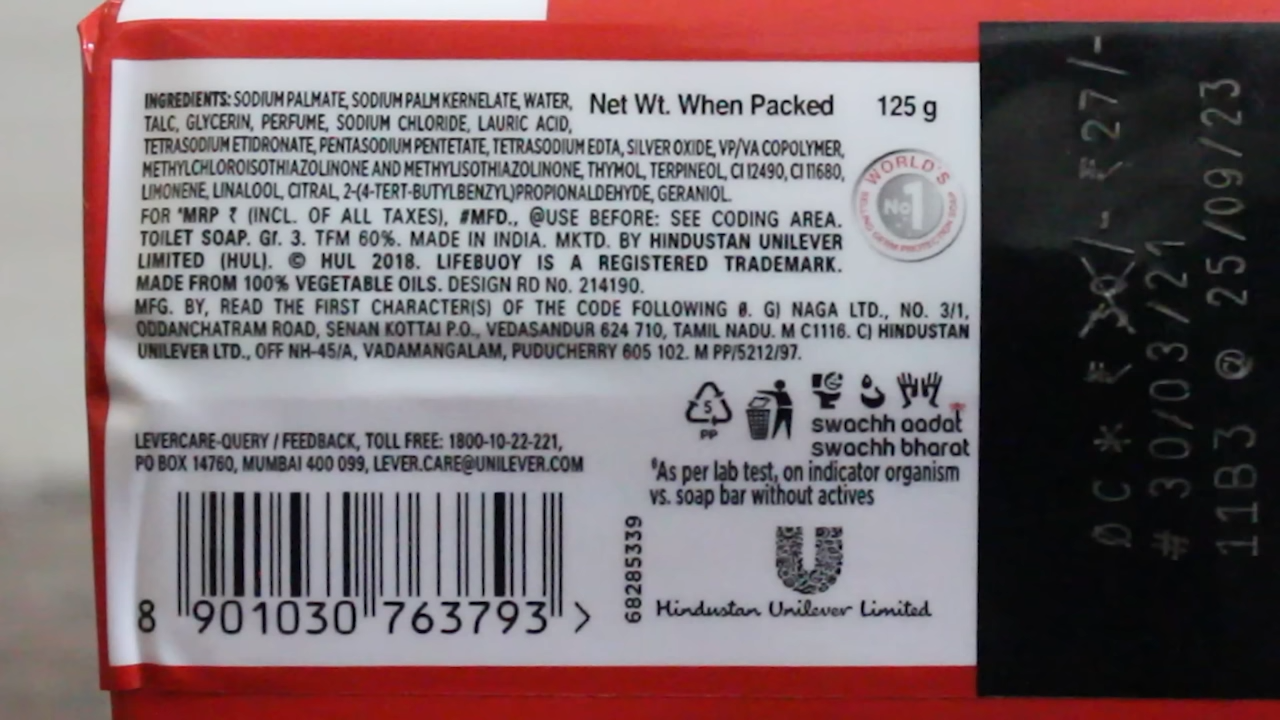 INGREDIENTS: SODIUM PALMATE, SODIUM PALM KERNELATE, WATER,
TALC, GLYCERIN, PERFUME, SODIUM CHLORIDE, LAURIC ACID,
TETRASODIUM ETIDRONATE, PENTASODIUM PENTETATE, TETRASODIUM EDTA, SILVER OXIDE, VP/VA COPOLYMER,
METHYLCHLOROISOTHIAZOLINONE AND METHYLISOTHIAZOLINONE, THYMOL, TERPINEOL, CI 12490, CI 11680,
LIMONENE, LINALOOL, CITRAL, 2-(4-TERT-BUTYLBENZYL)PROPIONALDEHYDE, GERANIOL.
FOR *MRP ₹ (INCL. OF ALL TAXES), #MFD., @USE BEFORE: SEE CODING AREA.
TOILET SOAP. Gr. 3. TFM 60%. MADE IN INDIA. MKTD. BY HINDUSTAN UNILEVER
LIMITED (HUL). © HUL 2018. LIFEBUOY IS A REGISTERED TRADEMARK.
MADE FROM 100% VEGETABLE OILS. DESIGN RD No. 214190.
MFG. BY, READ THE FIRST CHARACTER(S) OF THE CODE FOLLOWING Ø. G) NAGA LTD., NO. 3/1,
ODDANCHATRAM ROAD, SENAN KOTTAI P.O., VEDASANDUR 624 710, TAMIL NADU. M C1116. C) HINDUSTAN
UNILEVER LTD., OFF NH-45/A, VADAMANGALAM, PUDUCHERRY 605 102. M PP/5212/97.
Net Wt. When Packed 125 g
WORLD'S
No 1
SELLING GERM PROTECTION SOAP
LEVERCARE-QUERY / FEEDBACK, TOLL FREE: 1800-10-22-221,
PO BOX 14760, MUMBAI 400 099, LEVER.CARE@UNILEVER.COM
5
PP
swachh aadat
swachh bharat
*As per lab test, on indicator organism
vs. soap bar without actives
8 901030 763793 >
68285339
Hindustan Unilever Limited
Ø C * ₹ 30/- ₹27/-
# 30/03/21
11B3 @ 25/09/23